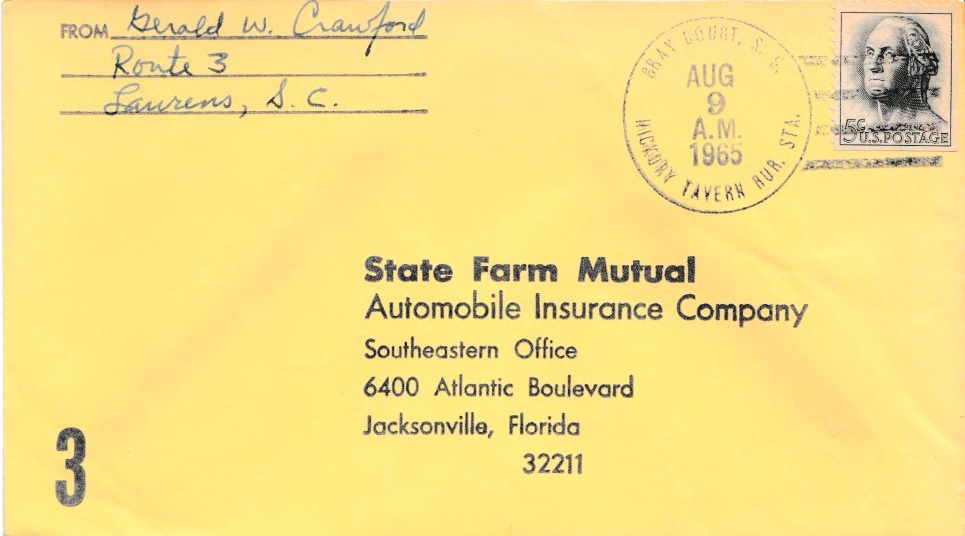 FROM Gerald W. Crawford
Route 3
Laurens, S. C.
GRAY COURT, S. C.
AUG
9
A.M.
1965
HICKORY TAVERN RUR. STA.
5¢
U.S.POSTAGE
State Farm Mutual
Automobile Insurance Company
Southeastern Office
6400 Atlantic Boulevard
Jacksonville, Florida
32211
3